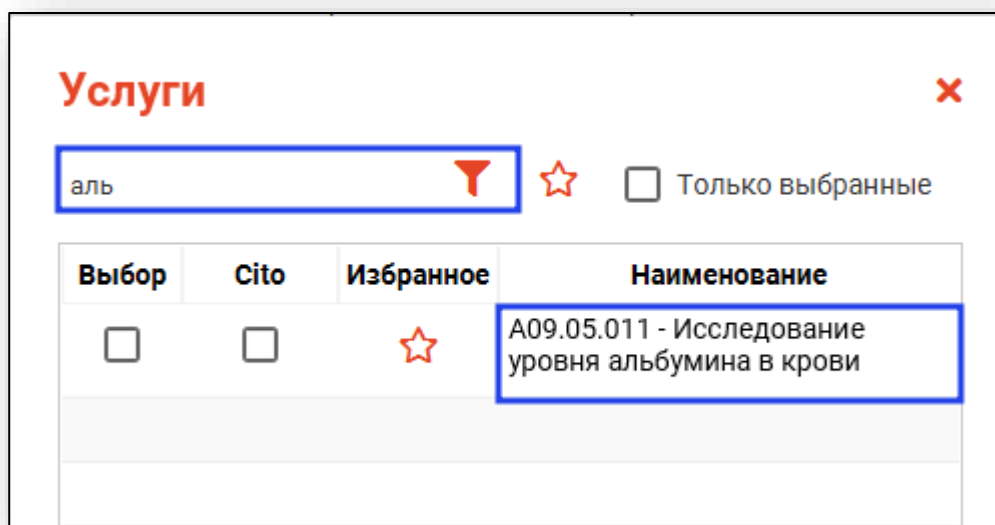 Услуги
аль
Только выбранные
Выбор Cito Избранное Наименование
A09.05.011 - Исследование
уровня альбумина в крови